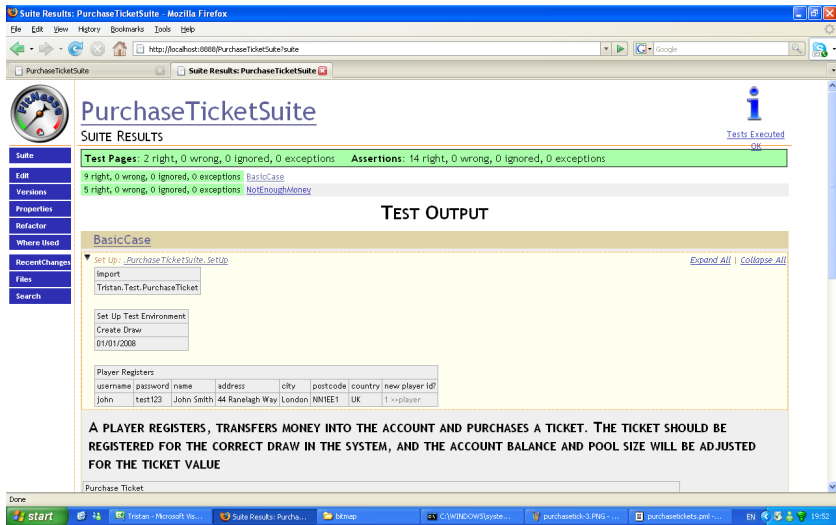 Suite Results: PurchaseTicketSuite - Mozilla Firefox
File Edit View History Bookmarks Tools Help
http://localhost:8888/PurchaseTicketSuite?suite
Google
PurchaseTicketSuite
Suite Results: PurchaseTicketSuite
FitNesse
PurchaseTicketSuite
SUITE RESULTS
Tests Executed
OK
Suite
Edit
Versions
Properties
Refactor
Where Used
RecentChanges
Files
Search
Test Pages: 2 right, 0 wrong, 0 ignored, 0 exceptions Assertions: 14 right, 0 wrong, 0 ignored, 0 exceptions
9 right, 0 wrong, 0 ignored, 0 exceptions BasicCase
5 right, 0 wrong, 0 ignored, 0 exceptions NotEnoughMoney
TEST OUTPUT
BasicCase
Set Up: .PurchaseTicketSuite.SetUp
Expand All | Collapse All
Import
Tristan.Test.PurchaseTicket
Set Up Test Environment
Create Draw
01/01/2008
Player Registers
username password name address city postcode country new player id?
john test123 John Smith 44 Ranelagh Way London NN1EE1 UK 1 >>player
A PLAYER REGISTERS, TRANSFERS MONEY INTO THE ACCOUNT AND PURCHASES A TICKET. THE TICKET SHOULD BE
REGISTERED FOR THE CORRECT DRAW IN THE SYSTEM, AND THE ACCOUNT BALANCE AND POOL SIZE WILL BE ADJUSTED
FOR THE TICKET VALUE
Purchase Ticket
Done
start
Tristan - Microsoft Vis...
Suite Results: Purcha...
bitmap
C:\WINDOWS\syste...
purchasetick-3.PNG - ...
purchasetickets.pml - ...
EN
19:52